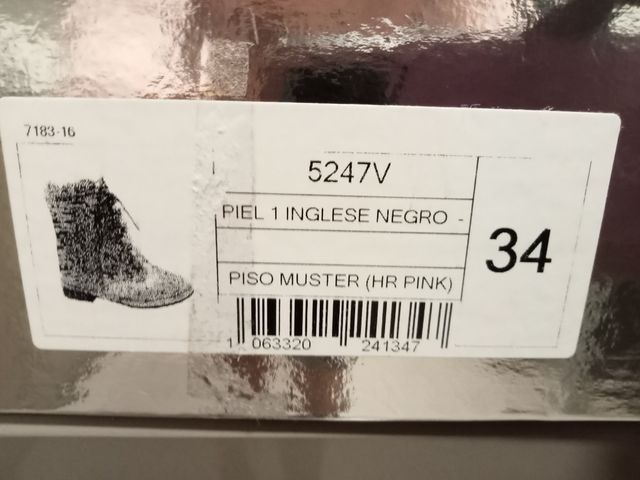 7183-16
5247V
PIEL 1 INGLESE NEGRO -
34
PISO MUSTER (HR PINK)
1 063320 241347